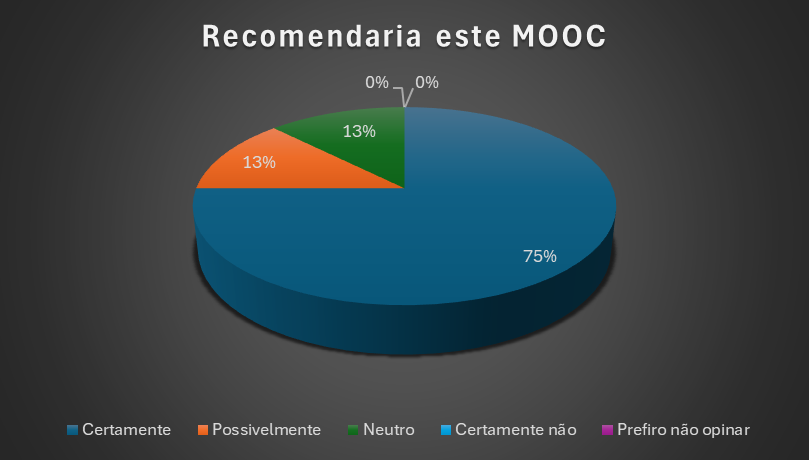 Recomendaria este MOOC
0% 0%
13%
13%
75%
Certamente Possivelmente Neutro Certamente não Prefiro não opinar